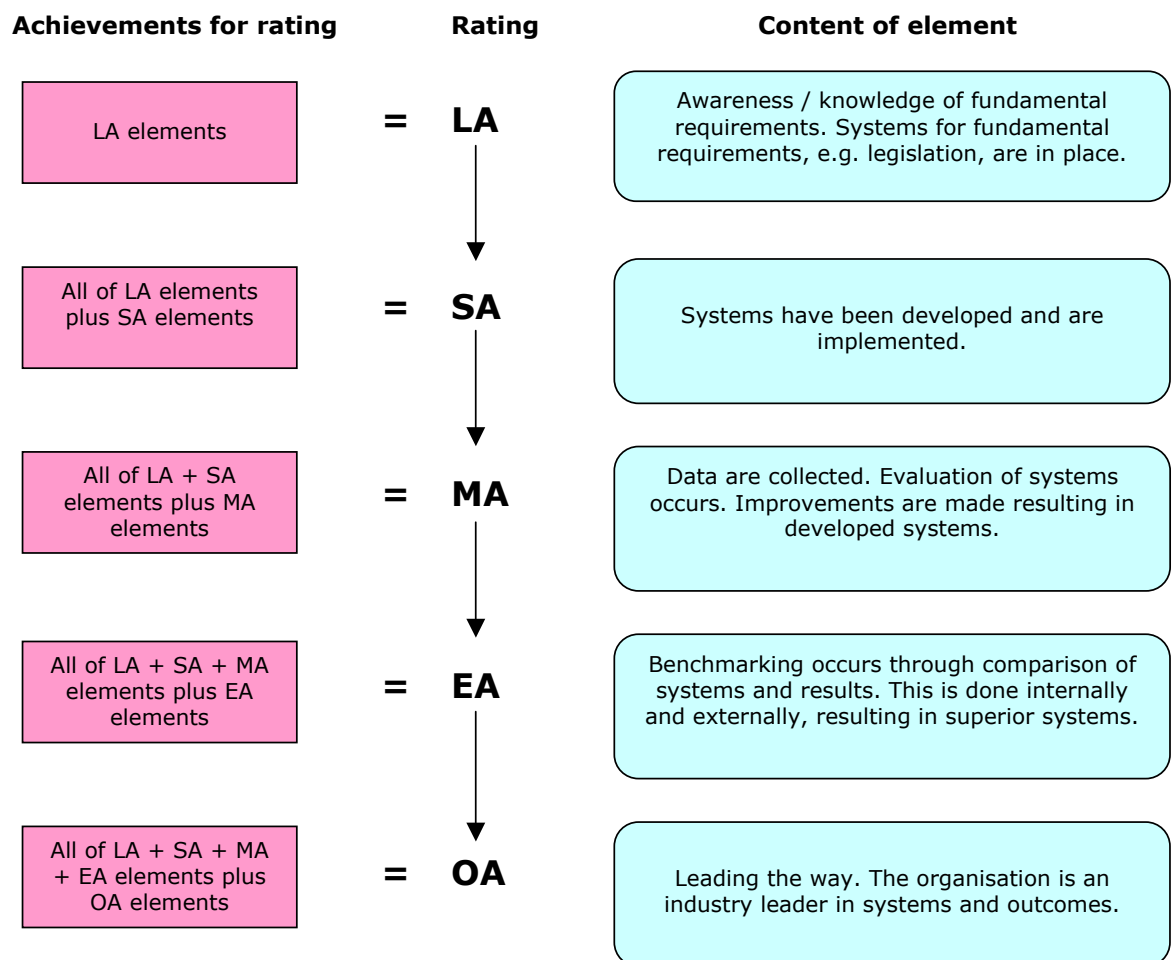 Achievements for rating
Rating
Content of element
LA elements
=
LA
Awareness / knowledge of fundamental
requirements. Systems for fundamental
requirements, e.g. legislation, are in place.
All of LA elements
plus SA elements
=
SA
Systems have been developed and are
implemented.
All of LA + SA
elements plus MA
elements
=
MA
Data are collected. Evaluation of systems
occurs. Improvements are made resulting in
developed systems.
All of LA + SA + MA
elements plus EA
elements
=
EA
Benchmarking occurs through comparison of
systems and results. This is done internally
and externally, resulting in superior systems.
All of LA + SA + MA
+ EA elements plus
OA elements
=
OA
Leading the way. The organisation is an
industry leader in systems and outcomes.